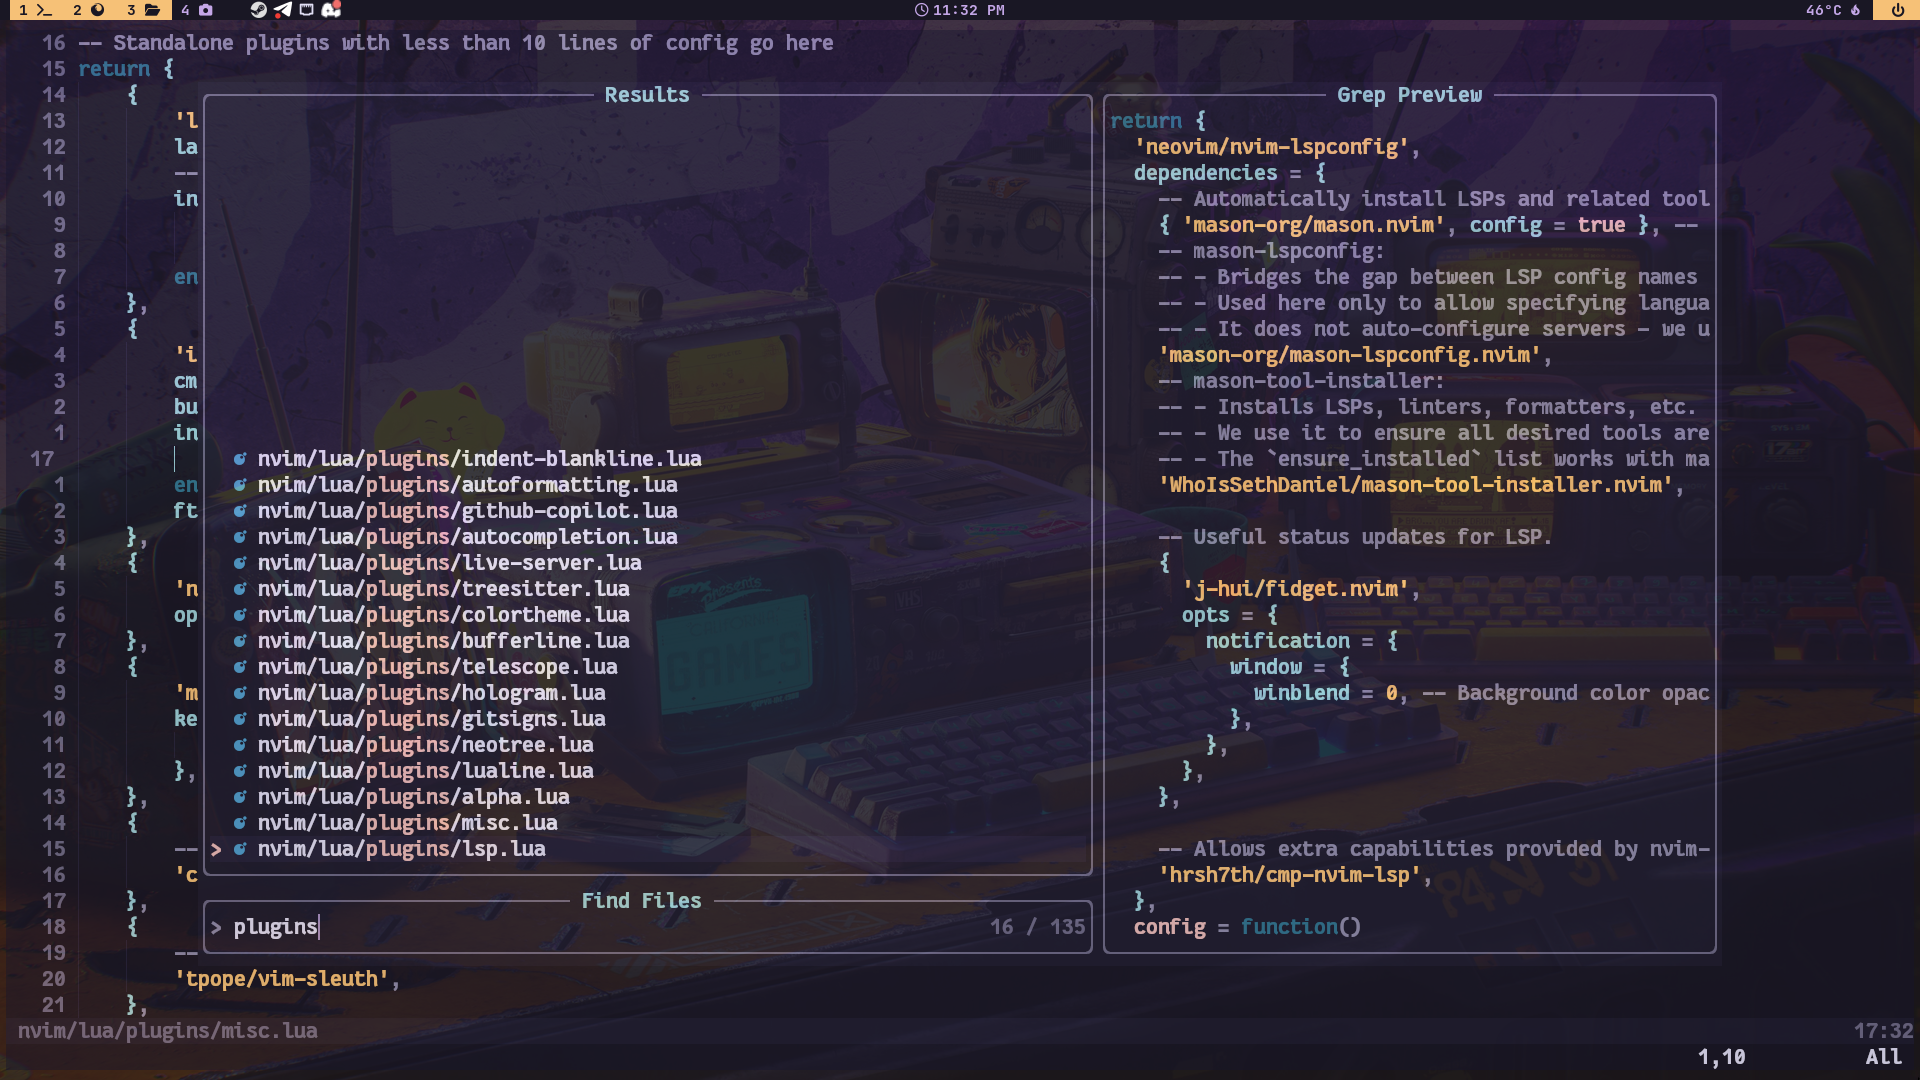 1 2 3 4 11:32 PM 46°C
16 -- Standalone plugins with less than 10 lines of config go here
15 return {
14 {
13 'l
12 la
11 --
10 in
9
8
7 en
6 },
5 {
4 'i
3 cm
2 bu
1 in
17
1 en
2 ft
3 },
4 {
5 'n
6 op
7 },
8 {
9 'm
10 ke
11
12 },
13 },
14 {
15 --
16 'c
17 },
18 {
19 --
20 'tpope/vim-sleuth',
21 },
Results
nvim/lua/plugins/indent-blankline.lua
nvim/lua/plugins/autoformatting.lua
nvim/lua/plugins/github-copilot.lua
nvim/lua/plugins/autocompletion.lua
nvim/lua/plugins/live-server.lua
nvim/lua/plugins/treesitter.lua
nvim/lua/plugins/colortheme.lua
nvim/lua/plugins/bufferline.lua
nvim/lua/plugins/telescope.lua
nvim/lua/plugins/hologram.lua
nvim/lua/plugins/gitsigns.lua
nvim/lua/plugins/neotree.lua
nvim/lua/plugins/lualine.lua
nvim/lua/plugins/alpha.lua
nvim/lua/plugins/misc.lua
> nvim/lua/plugins/lsp.lua
Find Files
> plugins 16 / 135
Grep Preview
return {
'neovim/nvim-lspconfig',
dependencies = {
-- Automatically install LSPs and related tool
{ 'mason-org/mason.nvim', config = true }, --
-- mason-lspconfig:
-- - Bridges the gap between LSP config names
-- - Used here only to allow specifying langua
-- - It does not auto-configure servers — we u
'mason-org/mason-lspconfig.nvim',
-- mason-tool-installer:
-- - Installs LSPs, linters, formatters, etc.
-- - We use it to ensure all desired tools are
-- - The `ensure_installed` list works with ma
'WhoIsSethDaniel/mason-tool-installer.nvim',
-- Useful status updates for LSP.
{
'j-hui/fidget.nvim',
opts = {
notification = {
window = {
winblend = 0, -- Background color opac
},
},
},
},
-- Allows extra capabilities provided by nvim-
'hrsh7th/cmp-nvim-lsp',
},
config = function()
EPYX presents
GAMES
VHS
nvim/lua/plugins/misc.lua 17:32
1,10 All